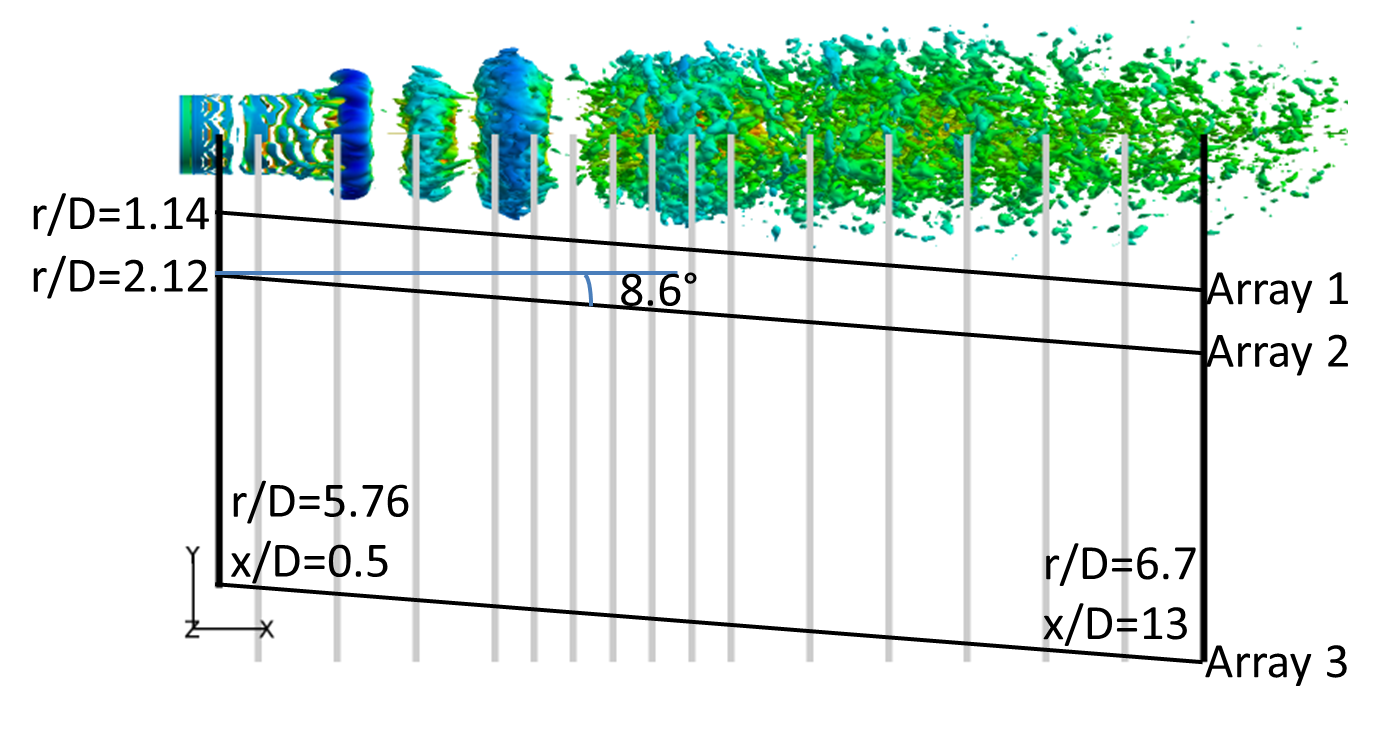 r/D=1.14
r/D=2.12
8.6°
Array 1
Array 2
r/D=5.76
x/D=0.5
r/D=6.7
x/D=13
Y
Z
X
Array 3